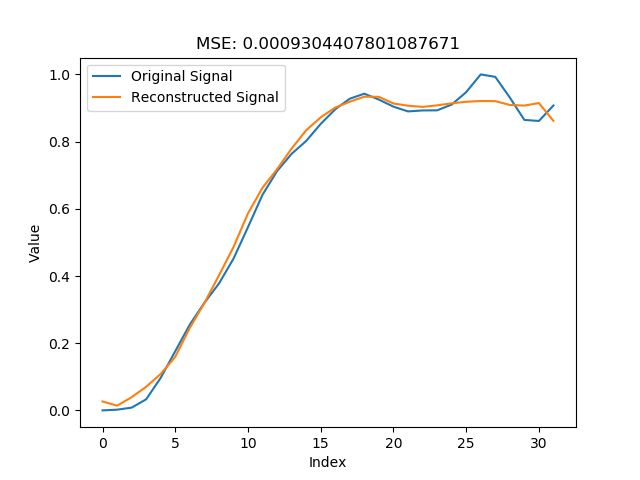 MSE: 0.0009304407801087671
Original Signal
Reconstructed Signal
1.0
0.8
0.6
0.4
0.2
0.0
Value
0 5 10 15 20 25 30
Index